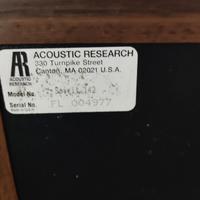 AR
ACOUSTIC
RESEARCH
ACOUSTIC RESEARCH
330 Turnpike Street
Canton, MA 02021 U.S.A.
Model No.
Serial No. FL 004977